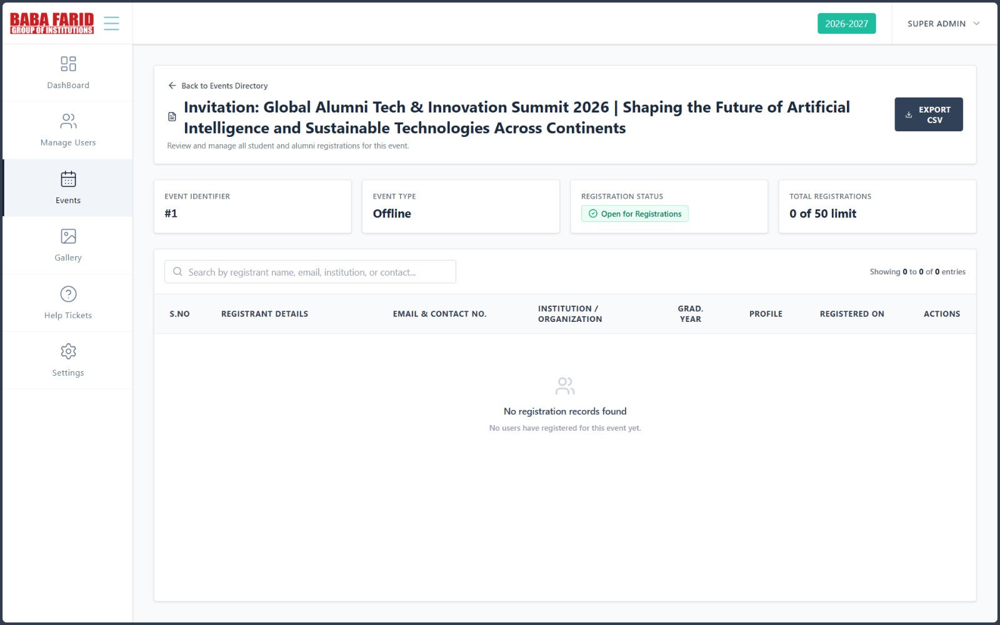 BABA FARID
GROUP OF INSTITUTIONS
2026-2027
SUPER ADMIN
DashBoard
Manage Users
Events
Gallery
Help Tickets
Settings
Back to Events Directory
Invitation: Global Alumni Tech & Innovation Summit 2026 | Shaping the Future of Artificial
Intelligence and Sustainable Technologies Across Continents
Review and manage all student and alumni registrations for this event.
EXPORT
CSV
EVENT IDENTIFIER
#1
EVENT TYPE
Offline
REGISTRATION STATUS
Open for Registrations
TOTAL REGISTRATIONS
0 of 50 limit
Search by registrant name, email, institution, or contact...
Showing 0 to 0 of 0 entries
S.NO
REGISTRANT DETAILS
EMAIL & CONTACT NO.
INSTITUTION /
ORGANIZATION
GRAD.
YEAR
PROFILE
REGISTERED ON
ACTIONS
No registration records found
No users have registered for this event yet.